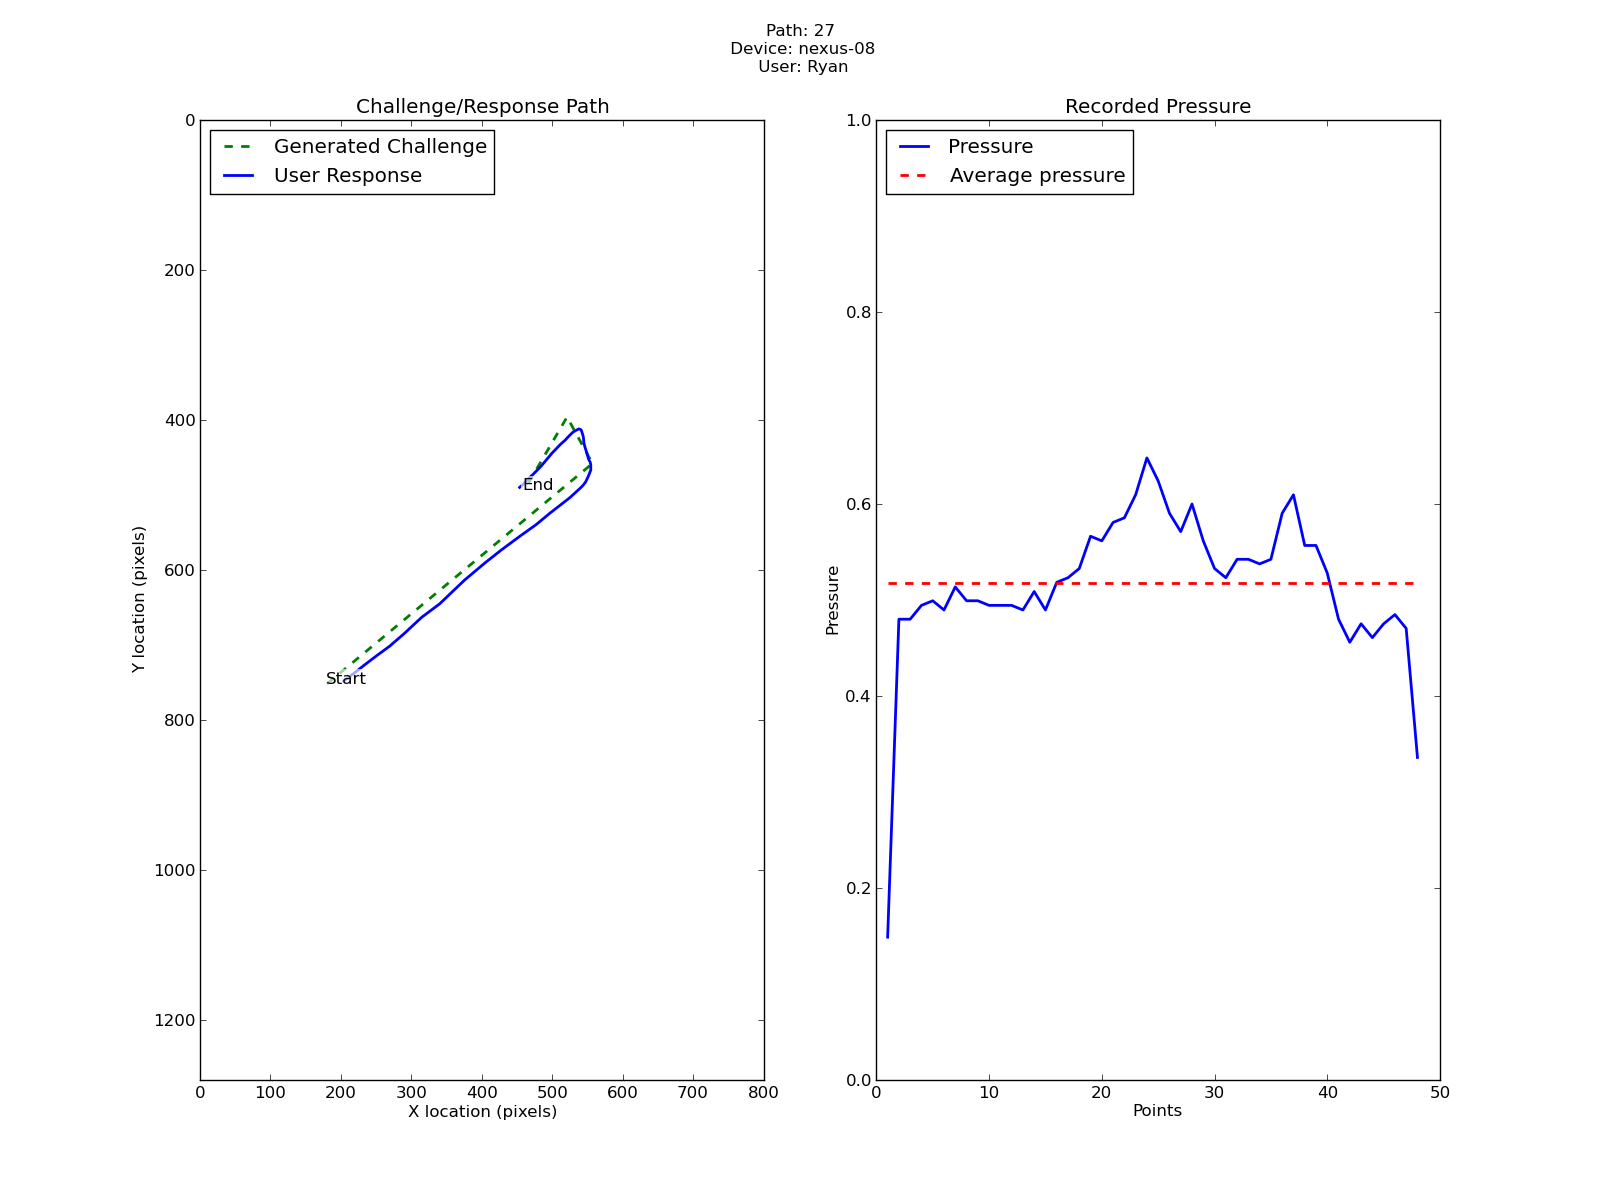 Path: 27
Device: nexus-08
User: Ryan
Challenge/Response Path
Generated Challenge
User Response
0
200
400
600
800
1000
1200
Y location (pixels)
Start
End
0 100 200 300 400 500 600 700 800
X location (pixels)
Recorded Pressure
Pressure
Average pressure
1.0
0.8
0.6
0.4
0.2
0.0
Pressure
0 10 20 30 40 50
Points